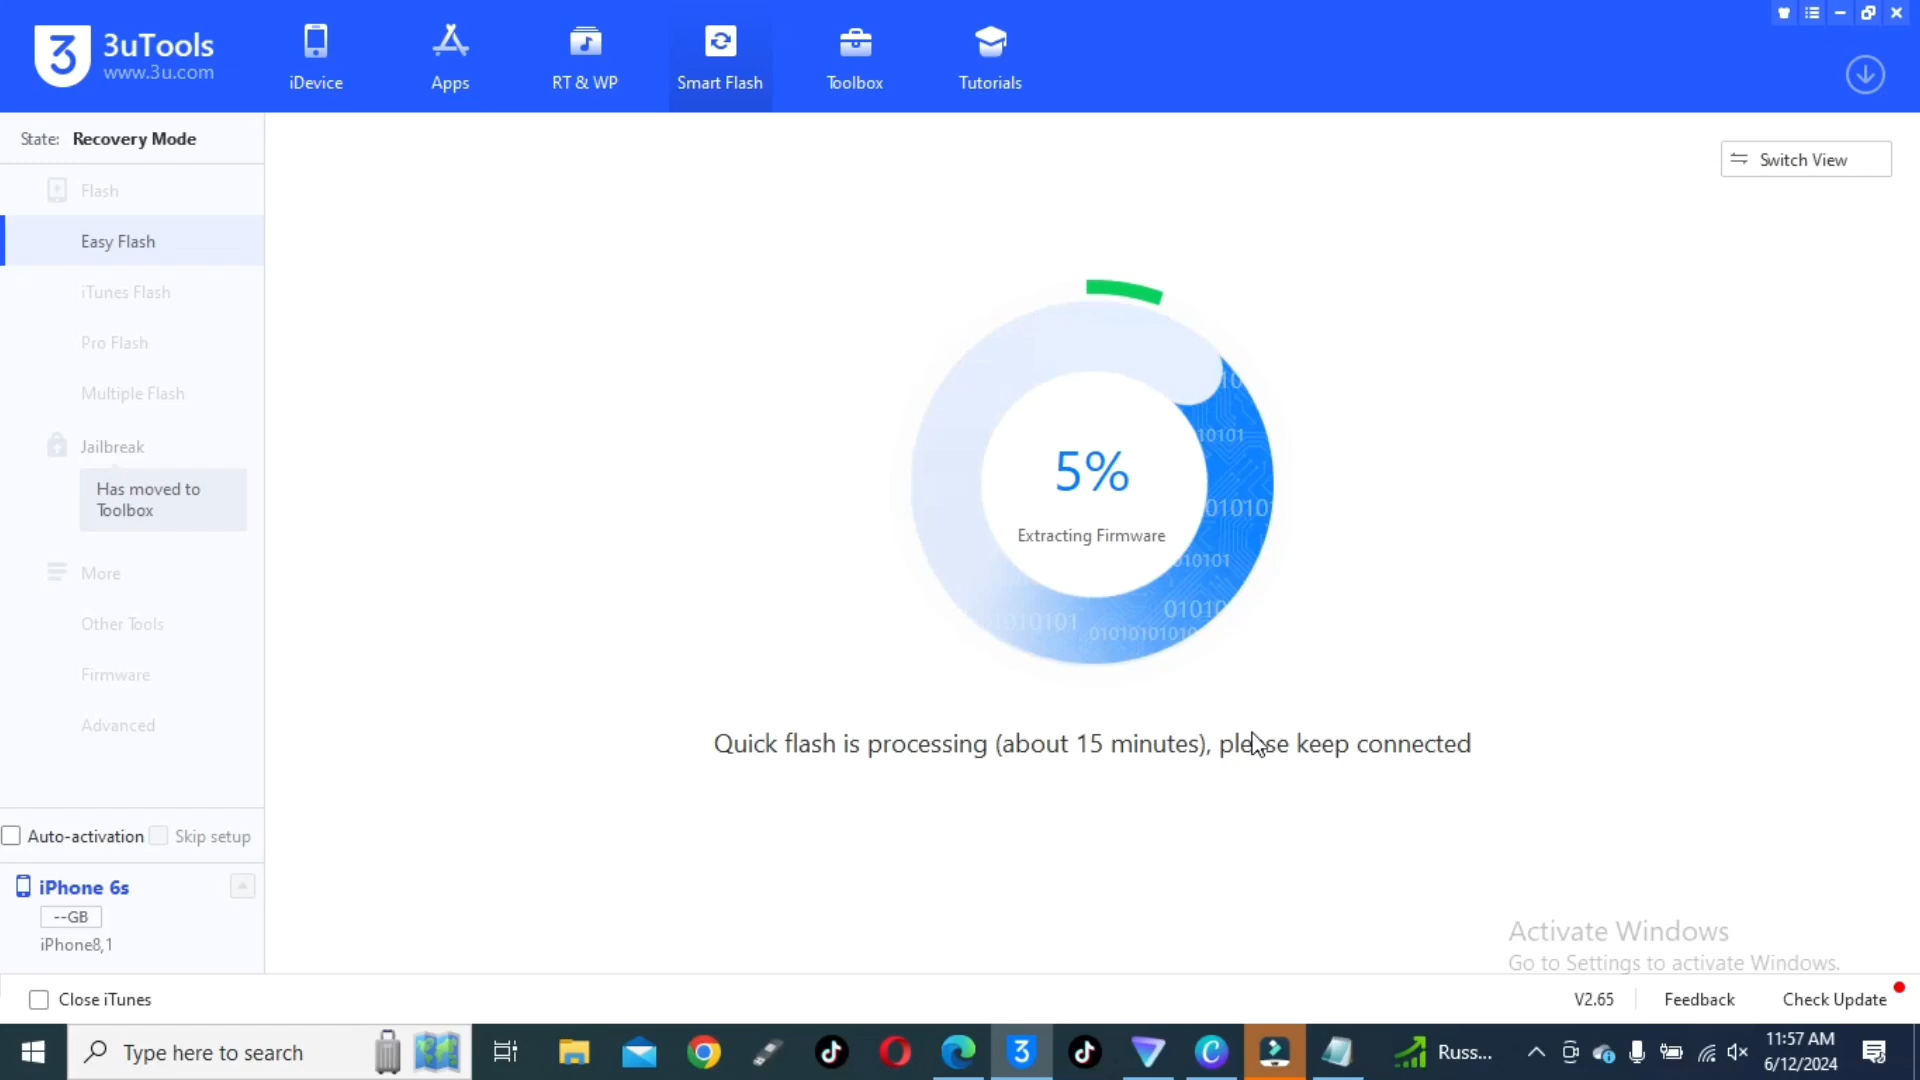 3 3uTools
www.3u.com
iDevice
Apps
RT & WP
Smart Flash
Toolbox
Tutorials
State: Recovery Mode
Switch View
Flash
Easy Flash
iTunes Flash
Pro Flash
Multiple Flash
Jailbreak
Has moved to
Toolbox
More
Other Tools
Firmware
Advanced
5%
Extracting Firmware
Quick flash is processing (about 15 minutes), please keep connected
Auto-activation Skip setup
iPhone 6s
--GB
iPhone8,1
Activate Windows
Go to Settings to activate Windows.
Close iTunes
V2.65
Feedback
Check Update
Type here to search
3
Russ...
11:57 AM
6/12/2024